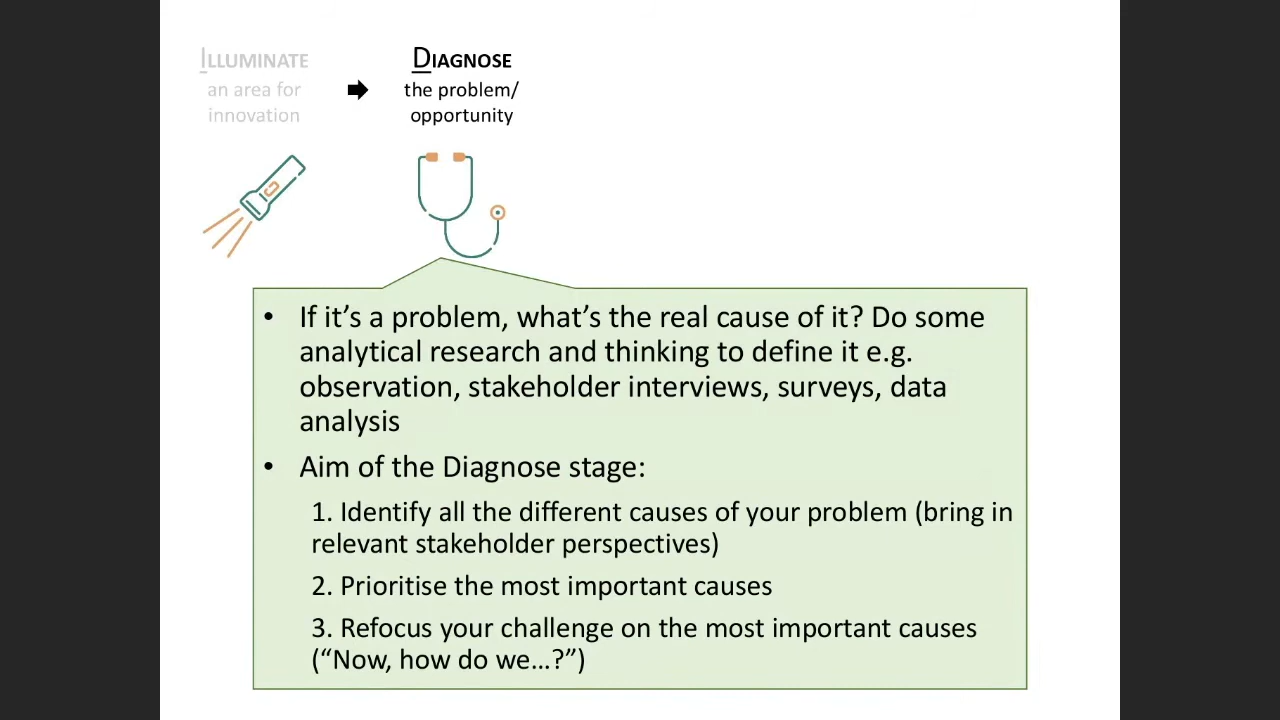 ILLUMINATE
an area for
innovation
DIAGNOSE
the problem/
opportunity
• If it’s a problem, what’s the real cause of it? Do some
analytical research and thinking to define it e.g.
observation, stakeholder interviews, surveys, data
analysis
• Aim of the Diagnose stage:
1. Identify all the different causes of your problem (bring in
relevant stakeholder perspectives)
2. Prioritise the most important causes
3. Refocus your challenge on the most important causes
(“Now, how do we…?”)